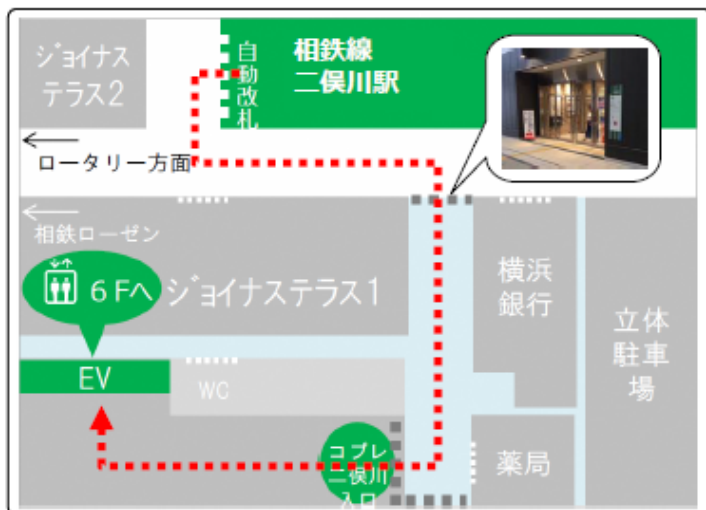 ジョイナス
テラス2
自動改札
相鉄線
二俣川駅
ロータリー方面
相鉄ローゼン
6Fへ
ジョイナステラス1
横浜
銀行
立体
駐車
場
EV
WC
コプレ
二俣川
入口
薬局